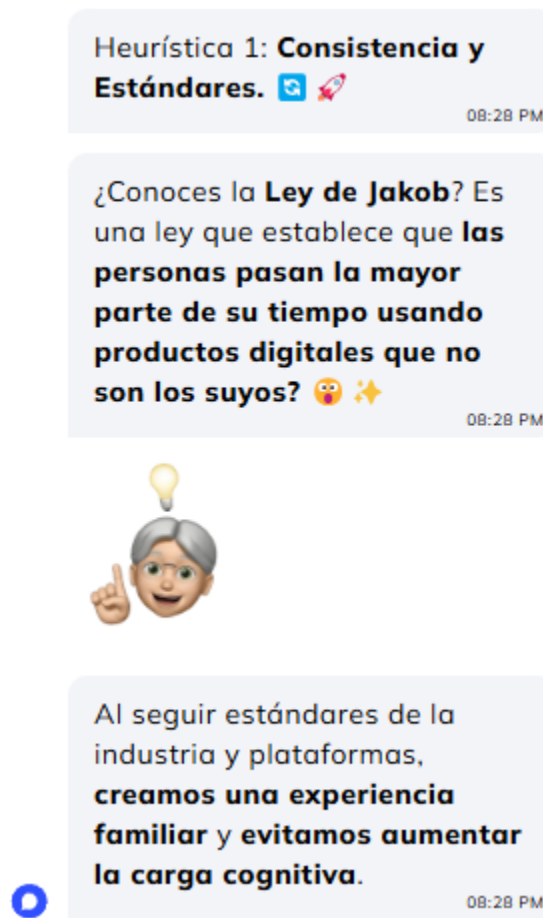 Heurística 1: Consistencia y
Estándares.
08:28 PM
¿Conoces la Ley de Jakob? Es
una ley que establece que las
personas pasan la mayor
parte de su tiempo usando
productos digitales que no
son los suyos?
08:28 PM
Al seguir estándares de la
industria y plataformas,
creamos una experiencia
familiar y evitamos aumentar
la carga cognitiva.
08:28 PM